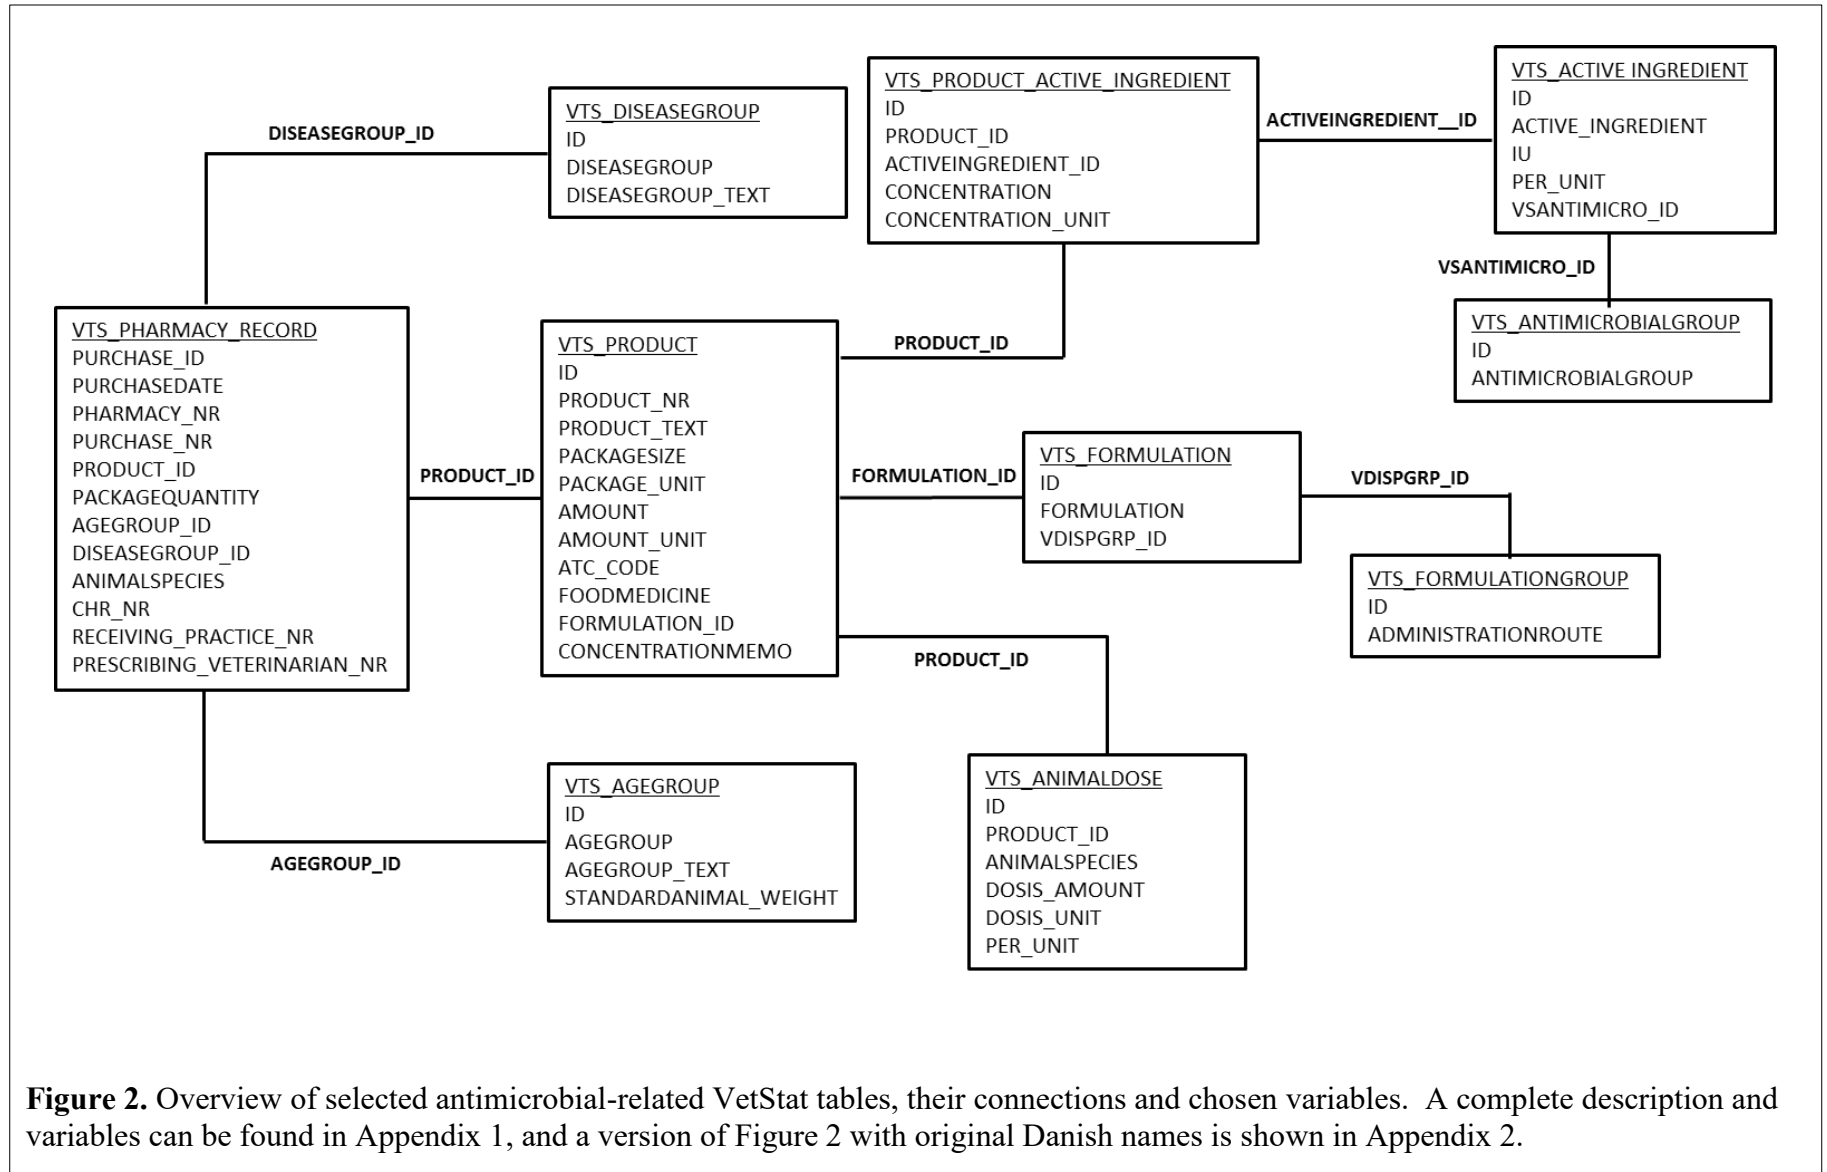 DISEASEGROUP_ID
VTS_DISEASEGROUP
ID
DISEASEGROUP
DISEASEGROUP_TEXT
VTS_PRODUCT_ACTIVE_INGREDIENT
ID
PRODUCT_ID
ACTIVEINGREDIENT_ID
CONCENTRATION
CONCENTRATION_UNIT
ACTIVEINGREDIENT__ID
VTS_ACTIVE INGREDIENT
ID
ACTIVE_INGREDIENT
IU
PER_UNIT
VSANTIMICRO_ID
VSANTIMICRO_ID
VTS_ANTIMICROBIALGROUP
ID
ANTIMICROBIALGROUP
VTS_PHARMACY_RECORD
PURCHASE_ID
PURCHASEDATE
PHARMACY_NR
PURCHASE_NR
PRODUCT_ID
PACKAGEQUANTITY
AGEGROUP_ID
DISEASEGROUP_ID
ANIMALSPECIES
CHR_NR
RECEIVING_PRACTICE_NR
PRESCRIBING_VETERINARIAN_NR
PRODUCT_ID
VTS_PRODUCT
ID
PRODUCT_NR
PRODUCT_TEXT
PACKAGESIZE
PACKAGE_UNIT
AMOUNT
AMOUNT_UNIT
ATC_CODE
FOODMEDICINE
FORMULATION_ID
CONCENTRATIONMEMO
PRODUCT_ID
FORMULATION_ID
VTS_FORMULATION
ID
FORMULATION
VDISPGRP_ID
VDISPGRP_ID
VTS_FORMULATIONGROUP
ID
ADMINISTRATIONROUTE
PRODUCT_ID
VTS_ANIMALDOSE
ID
PRODUCT_ID
ANIMALSPECIES
DOSIS_AMOUNT
DOSIS_UNIT
PER_UNIT
AGEGROUP_ID
VTS_AGEGROUP
ID
AGEGROUP
AGEGROUP_TEXT
STANDARDANIMAL_WEIGHT
Figure 2. Overview of selected antimicrobial-related VetStat tables, their connections and chosen variables. A complete description and
variables can be found in Appendix 1, and a version of Figure 2 with original Danish names is shown in Appendix 2.